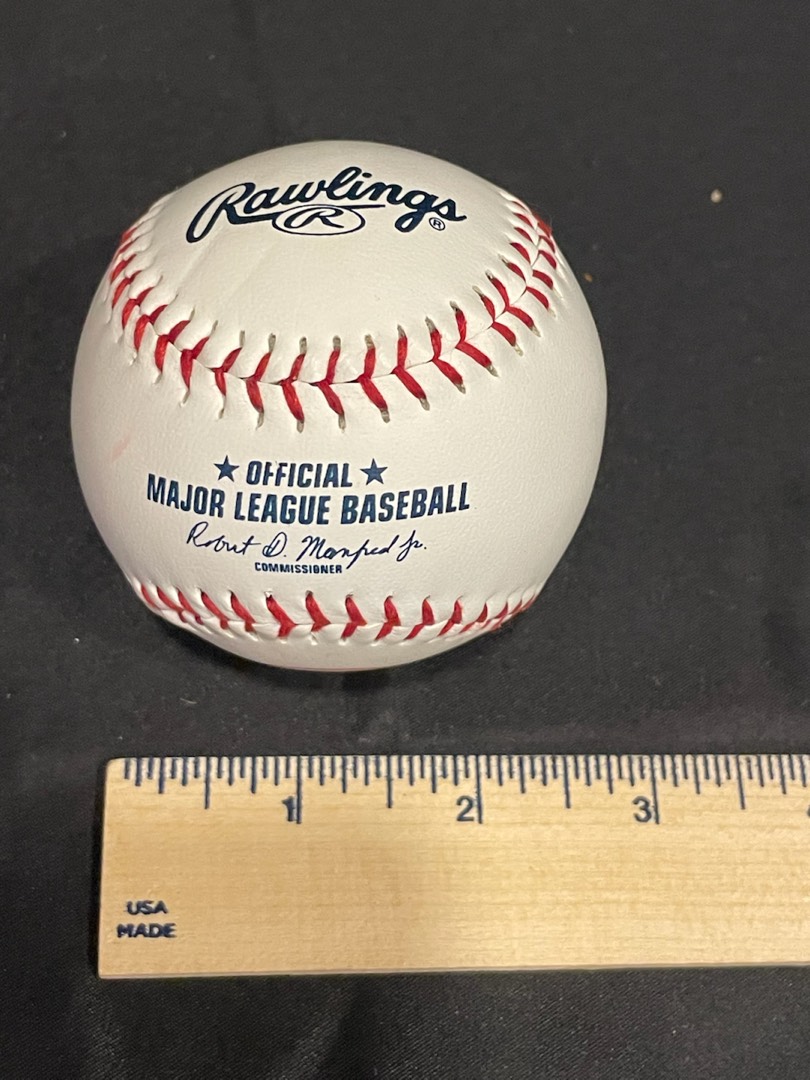 Rawlings®
R
★ OFFICIAL ★
MAJOR LEAGUE BASEBALL
Robert D. Manfred Jr.
COMMISSIONER
1 2 3
USA
MADE